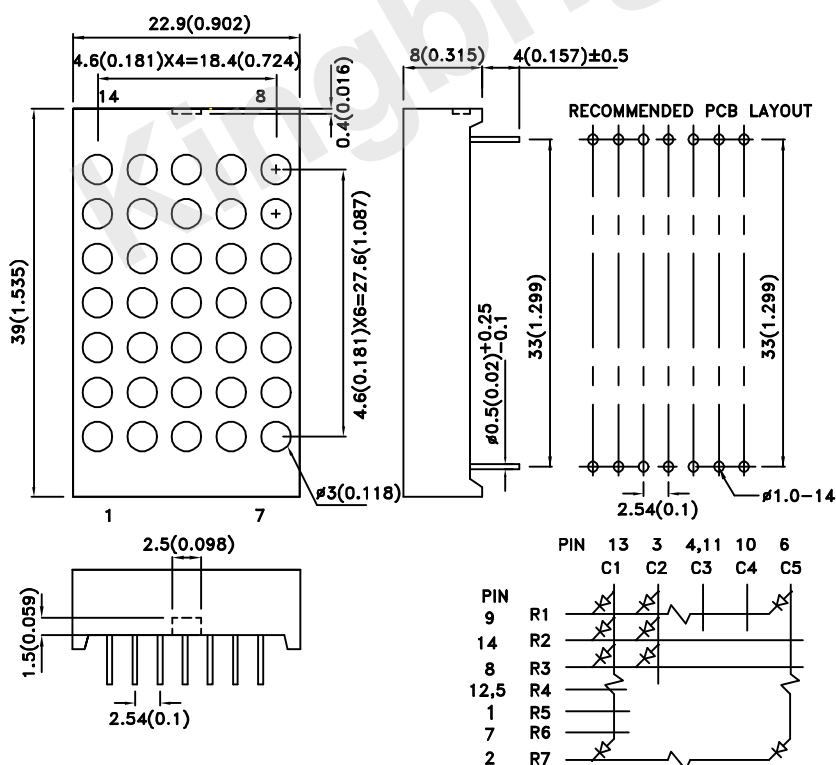 22.9(0.902)
4.6(0.181)X4=18.4(0.724)
14
8
0.4(0.016)
8(0.315)
4(0.157)±0.5
RECOMMENDED PCB LAYOUT
39(1.535)
4.6(0.181)X6=27.6(1.087)
ø0.5(0.02)+0.25
-0.1
33(1.299)
33(1.299)
ø3(0.118)
1
7
2.54(0.1)
ø1.0-14
2.5(0.098)
1.5(0.059)
2.54(0.1)
PIN 13 3 4,11 10 6
C1 C2 C3 C4 C5
PIN
9 R1
14 R2
8 R3
12,5 R4
1 R5
7 R6
2 R7
Kingbri